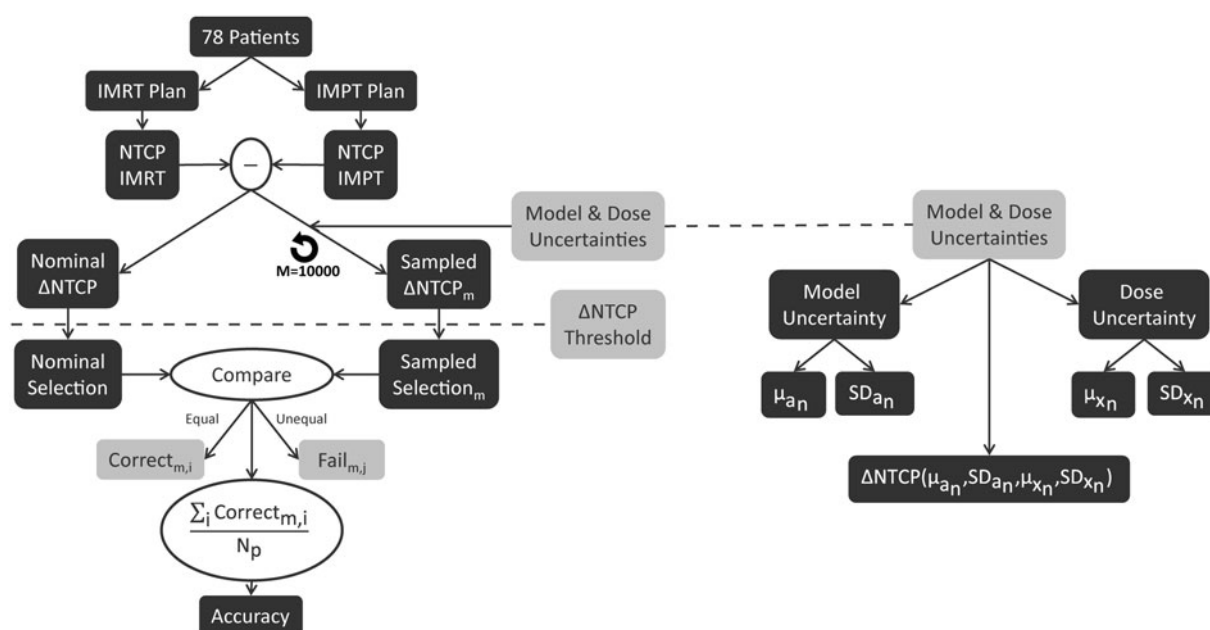 78 Patients
IMRT Plan
IMPT Plan
NTCP
IMRT
−
NTCP
IMPT
Model & Dose
Uncertainties
M=10000
Nominal
ΔNTCP
Sampled
ΔNTCPₘ
ΔNTCP
Threshold
Nominal
Selection
Compare
Sampled
Selectionₘ
Equal
Unequal
Correctm,i
Failm,j
∑i Correctm,i
Np
Accuracy
Model & Dose
Uncertainties
Model
Uncertainty
Dose
Uncertainty
μan
SDan
μxn
SDxn
ΔNTCP(μan,SDan,μxn,SDxn)